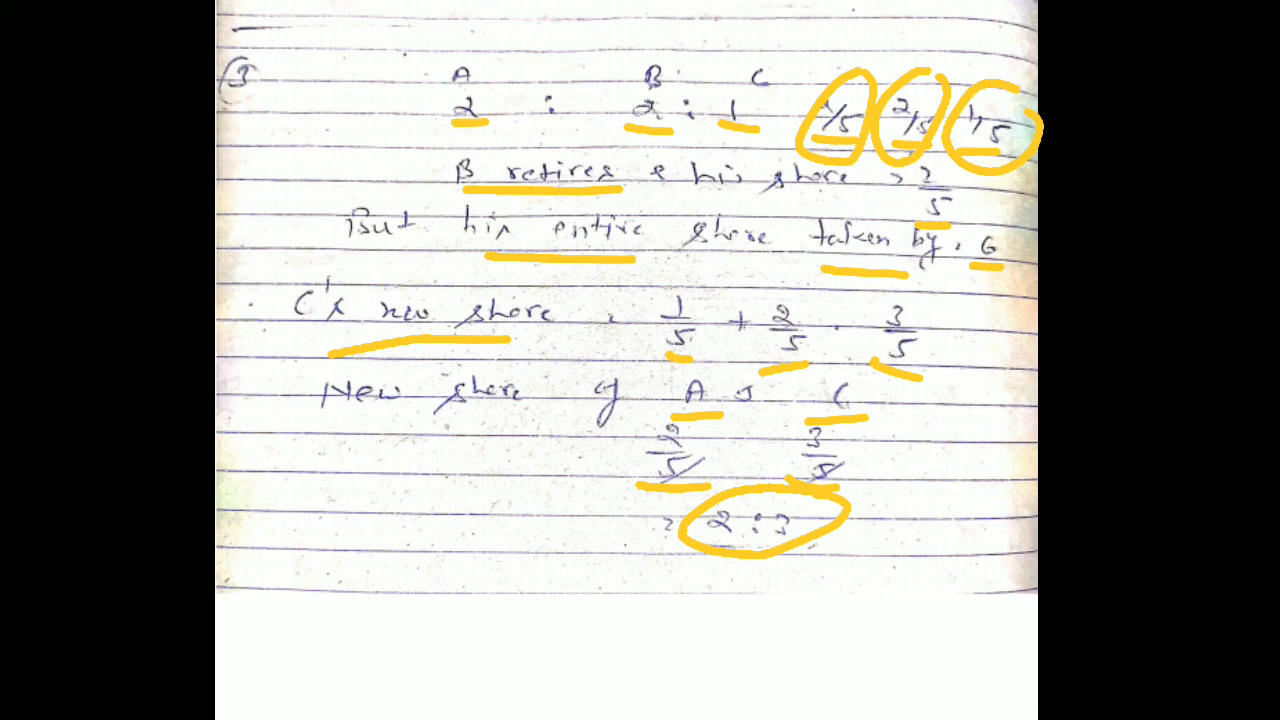 ③ A B C
2 : 2 : 1 2/5 2/5 1/5
B retires & his share = 2/5
But his entire share taken by C
C's new share = 1/5 + 2/5 = 3/5
New share of A & C
2/5 3/5
= 2 : 3